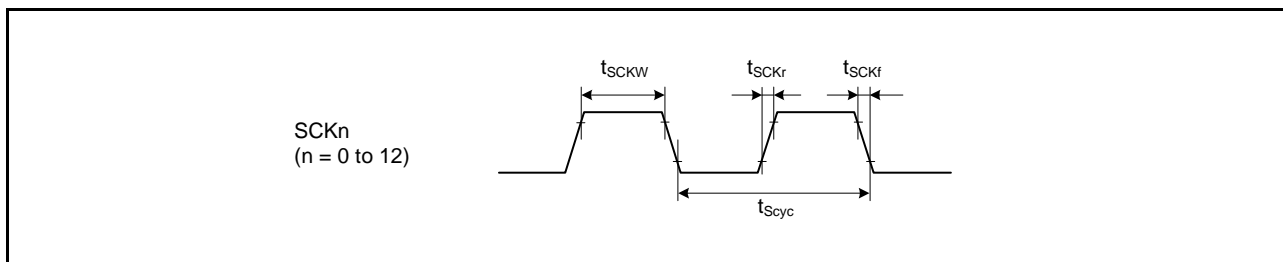 tSCKW
tSCKr
tSCKf
SCKn
(n = 0 to 12)
tScyc